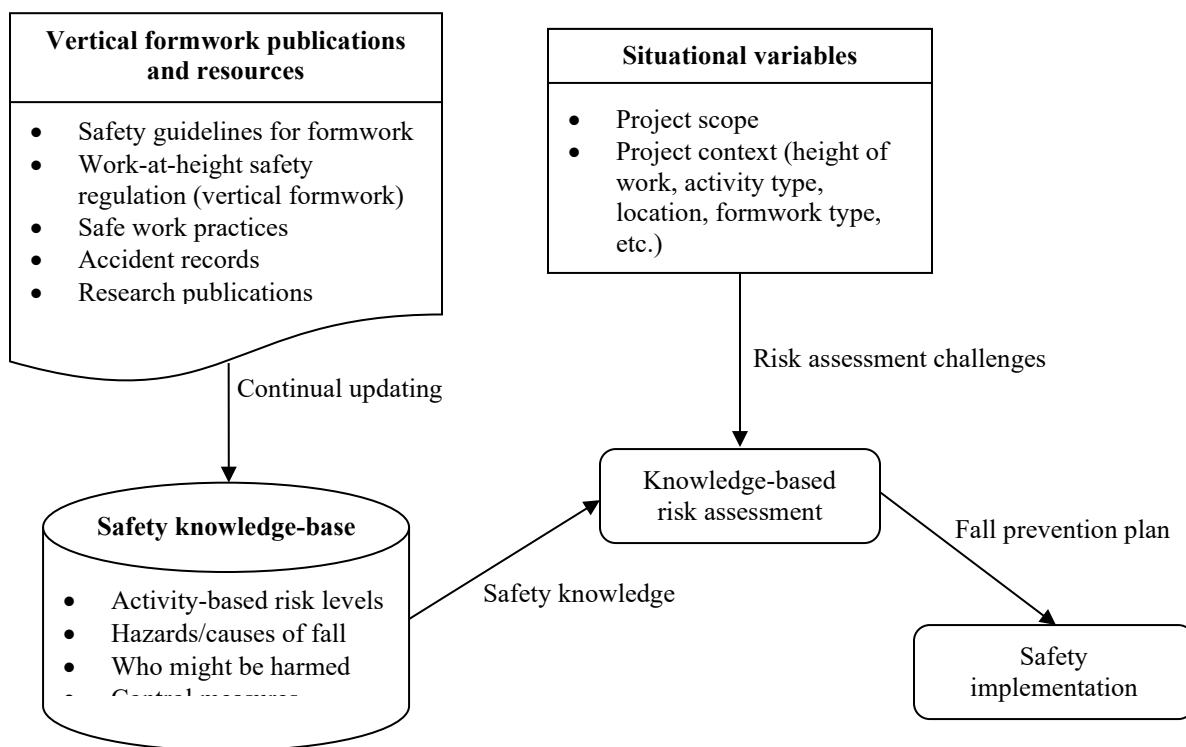 Vertical formwork publications
and resources
• Safety guidelines for formwork
• Work-at-height safety
regulation (vertical formwork)
• Safe work practices
• Accident records
• Research publications
Situational variables
• Project scope
• Project context (height of
work, activity type,
location, formwork type,
etc.)
Continual updating
Risk assessment challenges
Safety knowledge-base
• Activity-based risk levels
• Hazards/causes of fall
• Who might be harmed
• Control measures
Safety knowledge
Knowledge-based
risk assessment
Fall prevention plan
Safety
implementation